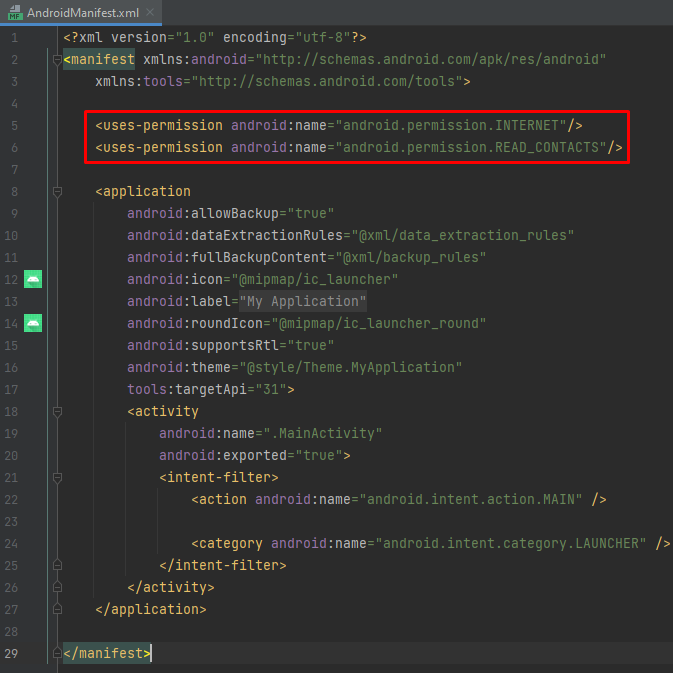 AndroidManifest.xml
1 <?xml version="1.0" encoding="utf-8"?>
2 <manifest xmlns:android="http://schemas.android.com/apk/res/android"
3     xmlns:tools="http://schemas.android.com/tools">
4
5     <uses-permission android:name="android.permission.INTERNET"/>
6     <uses-permission android:name="android.permission.READ_CONTACTS"/>
7
8     <application
9         android:allowBackup="true"
10         android:dataExtractionRules="@xml/data_extraction_rules"
11         android:fullBackupContent="@xml/backup_rules"
12         android:icon="@mipmap/ic_launcher"
13         android:label="My Application"
14         android:roundIcon="@mipmap/ic_launcher_round"
15         android:supportsRtl="true"
16         android:theme="@style/Theme.MyApplication"
17         tools:targetApi="31">
18         <activity
19             android:name=".MainActivity"
20             android:exported="true">
21             <intent-filter>
22                 <action android:name="android.intent.action.MAIN" />
23
24                 <category android:name="android.intent.category.LAUNCHER" />
25             </intent-filter>
26         </activity>
27     </application>
28
29 </manifest>